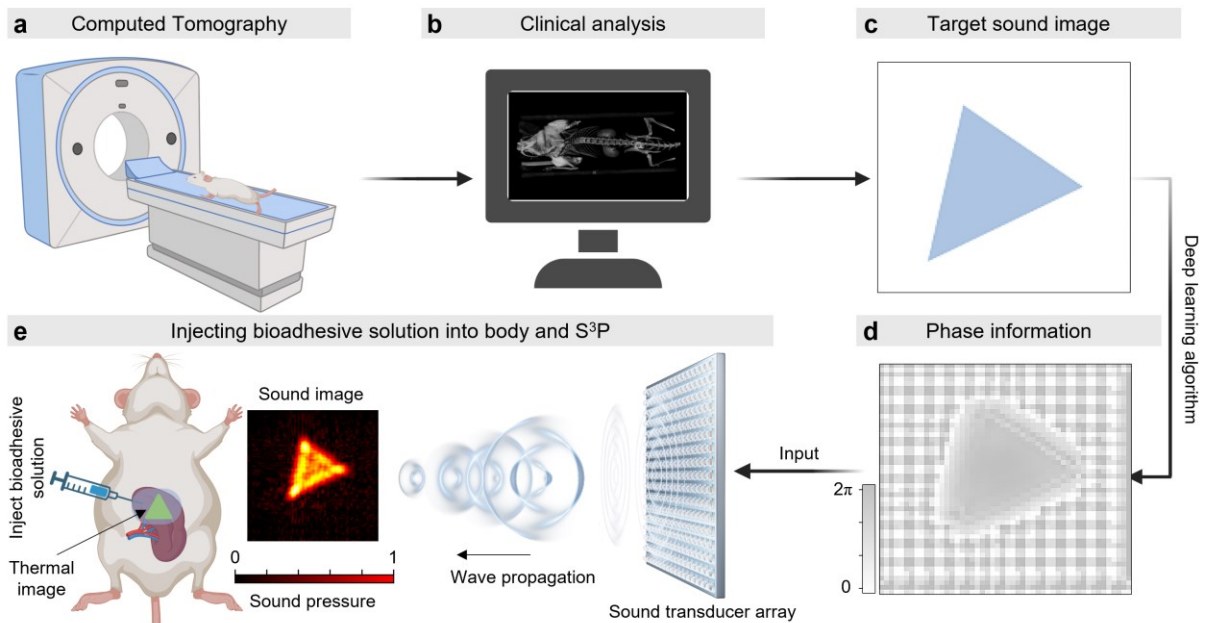 a Computed Tomography
b Clinical analysis
c Target sound image
Deep learning algorithm
d Phase information
2π
0
Input
e Injecting bioadhesive solution into body and S³P
Inject bioadhesive
solution
Thermal
image
Sound image
0 1
Sound pressure
Wave propagation
Sound transducer array